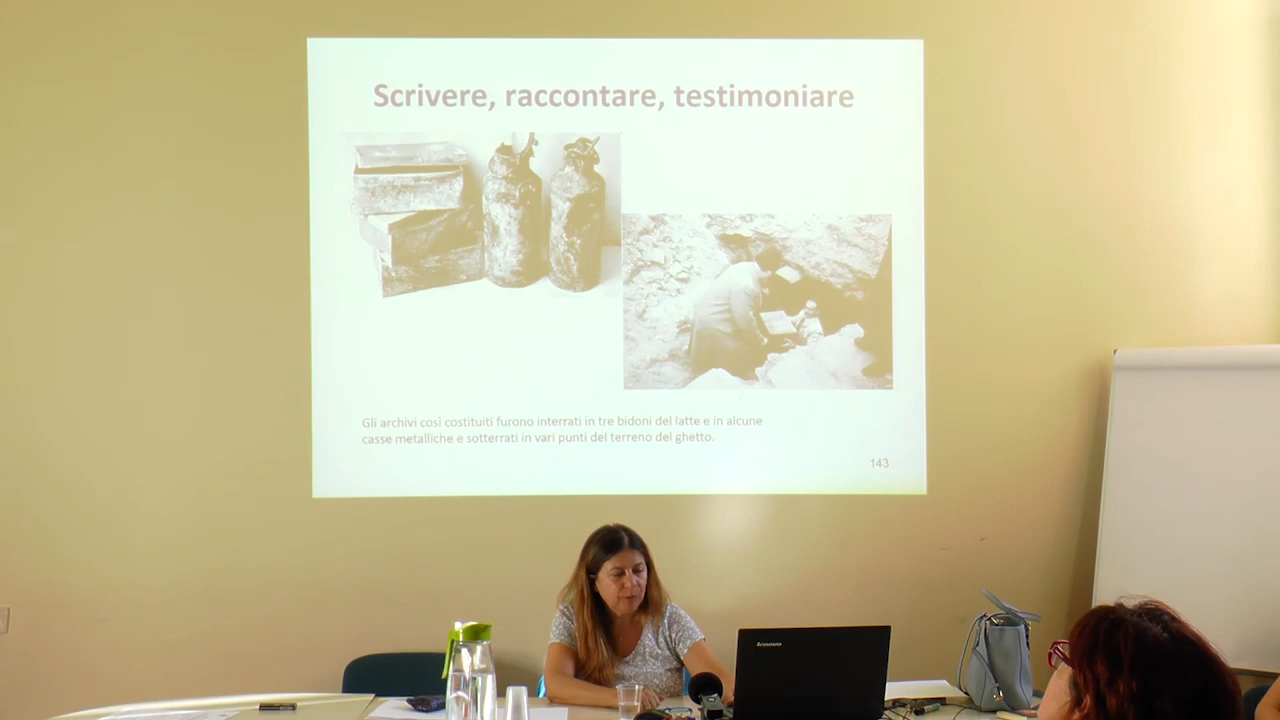 Scrivere, raccontare, testimoniare
Gli archivi così costituiti furono interrati in tre bidoni del latte e in alcune
casse metalliche e sotterrati in vari punti del terreno del ghetto.
143
Lenovo